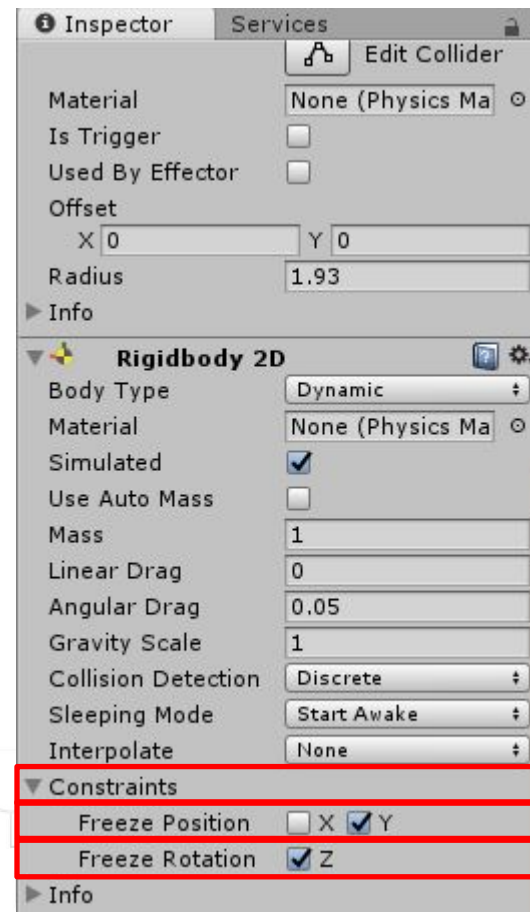 Inspector Services
Edit Collider
Material None (Physics Ma
Is Trigger
Used By Effector
Offset
X 0 Y 0
Radius 1.93
Info
Rigidbody 2D
Body Type Dynamic
Material None (Physics Ma
Simulated
Use Auto Mass
Mass 1
Linear Drag 0
Angular Drag 0.05
Gravity Scale 1
Collision Detection Discrete
Sleeping Mode Start Awake
Interpolate None
Constraints
Freeze Position X Y
Freeze Rotation Z
Info